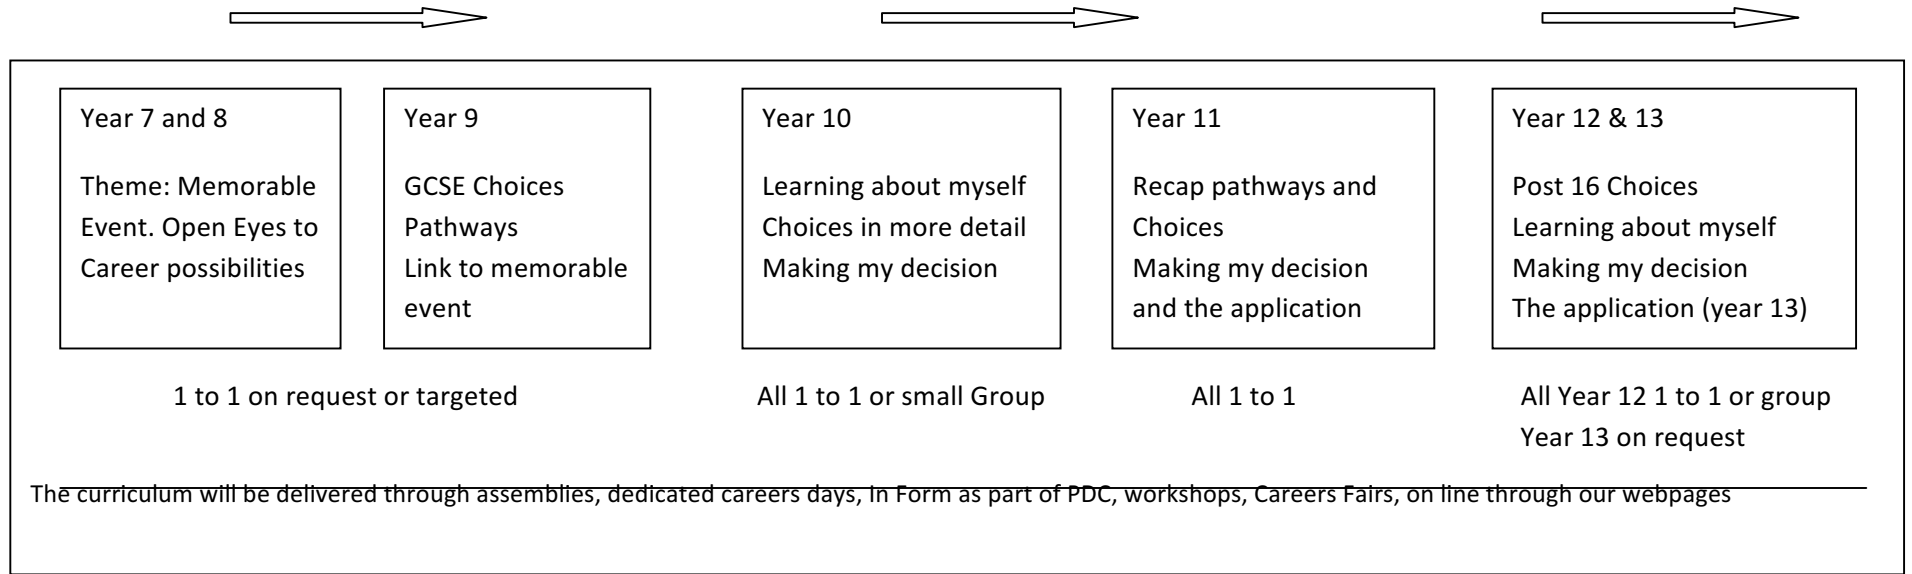 Year 7 and 8
Theme: Memorable
Event. Open Eyes to
Career possibilities
Year 9
GCSE Choices
Pathways
Link to memorable
event
Year 10
Learning about myself
Choices in more detail
Making my decision
Year 11
Recap pathways and
Choices
Making my decision
and the application
Year 12 & 13
Post 16 Choices
Learning about myself
Making my decision
The application (year 13)
1 to 1 on request or targeted
All 1 to 1 or small Group
All 1 to 1
All Year 12 1 to 1 or group
Year 13 on request
The curriculum will be delivered through assemblies, dedicated careers days, In Form as part of PDC, workshops, Careers Fairs, on line through our webpages